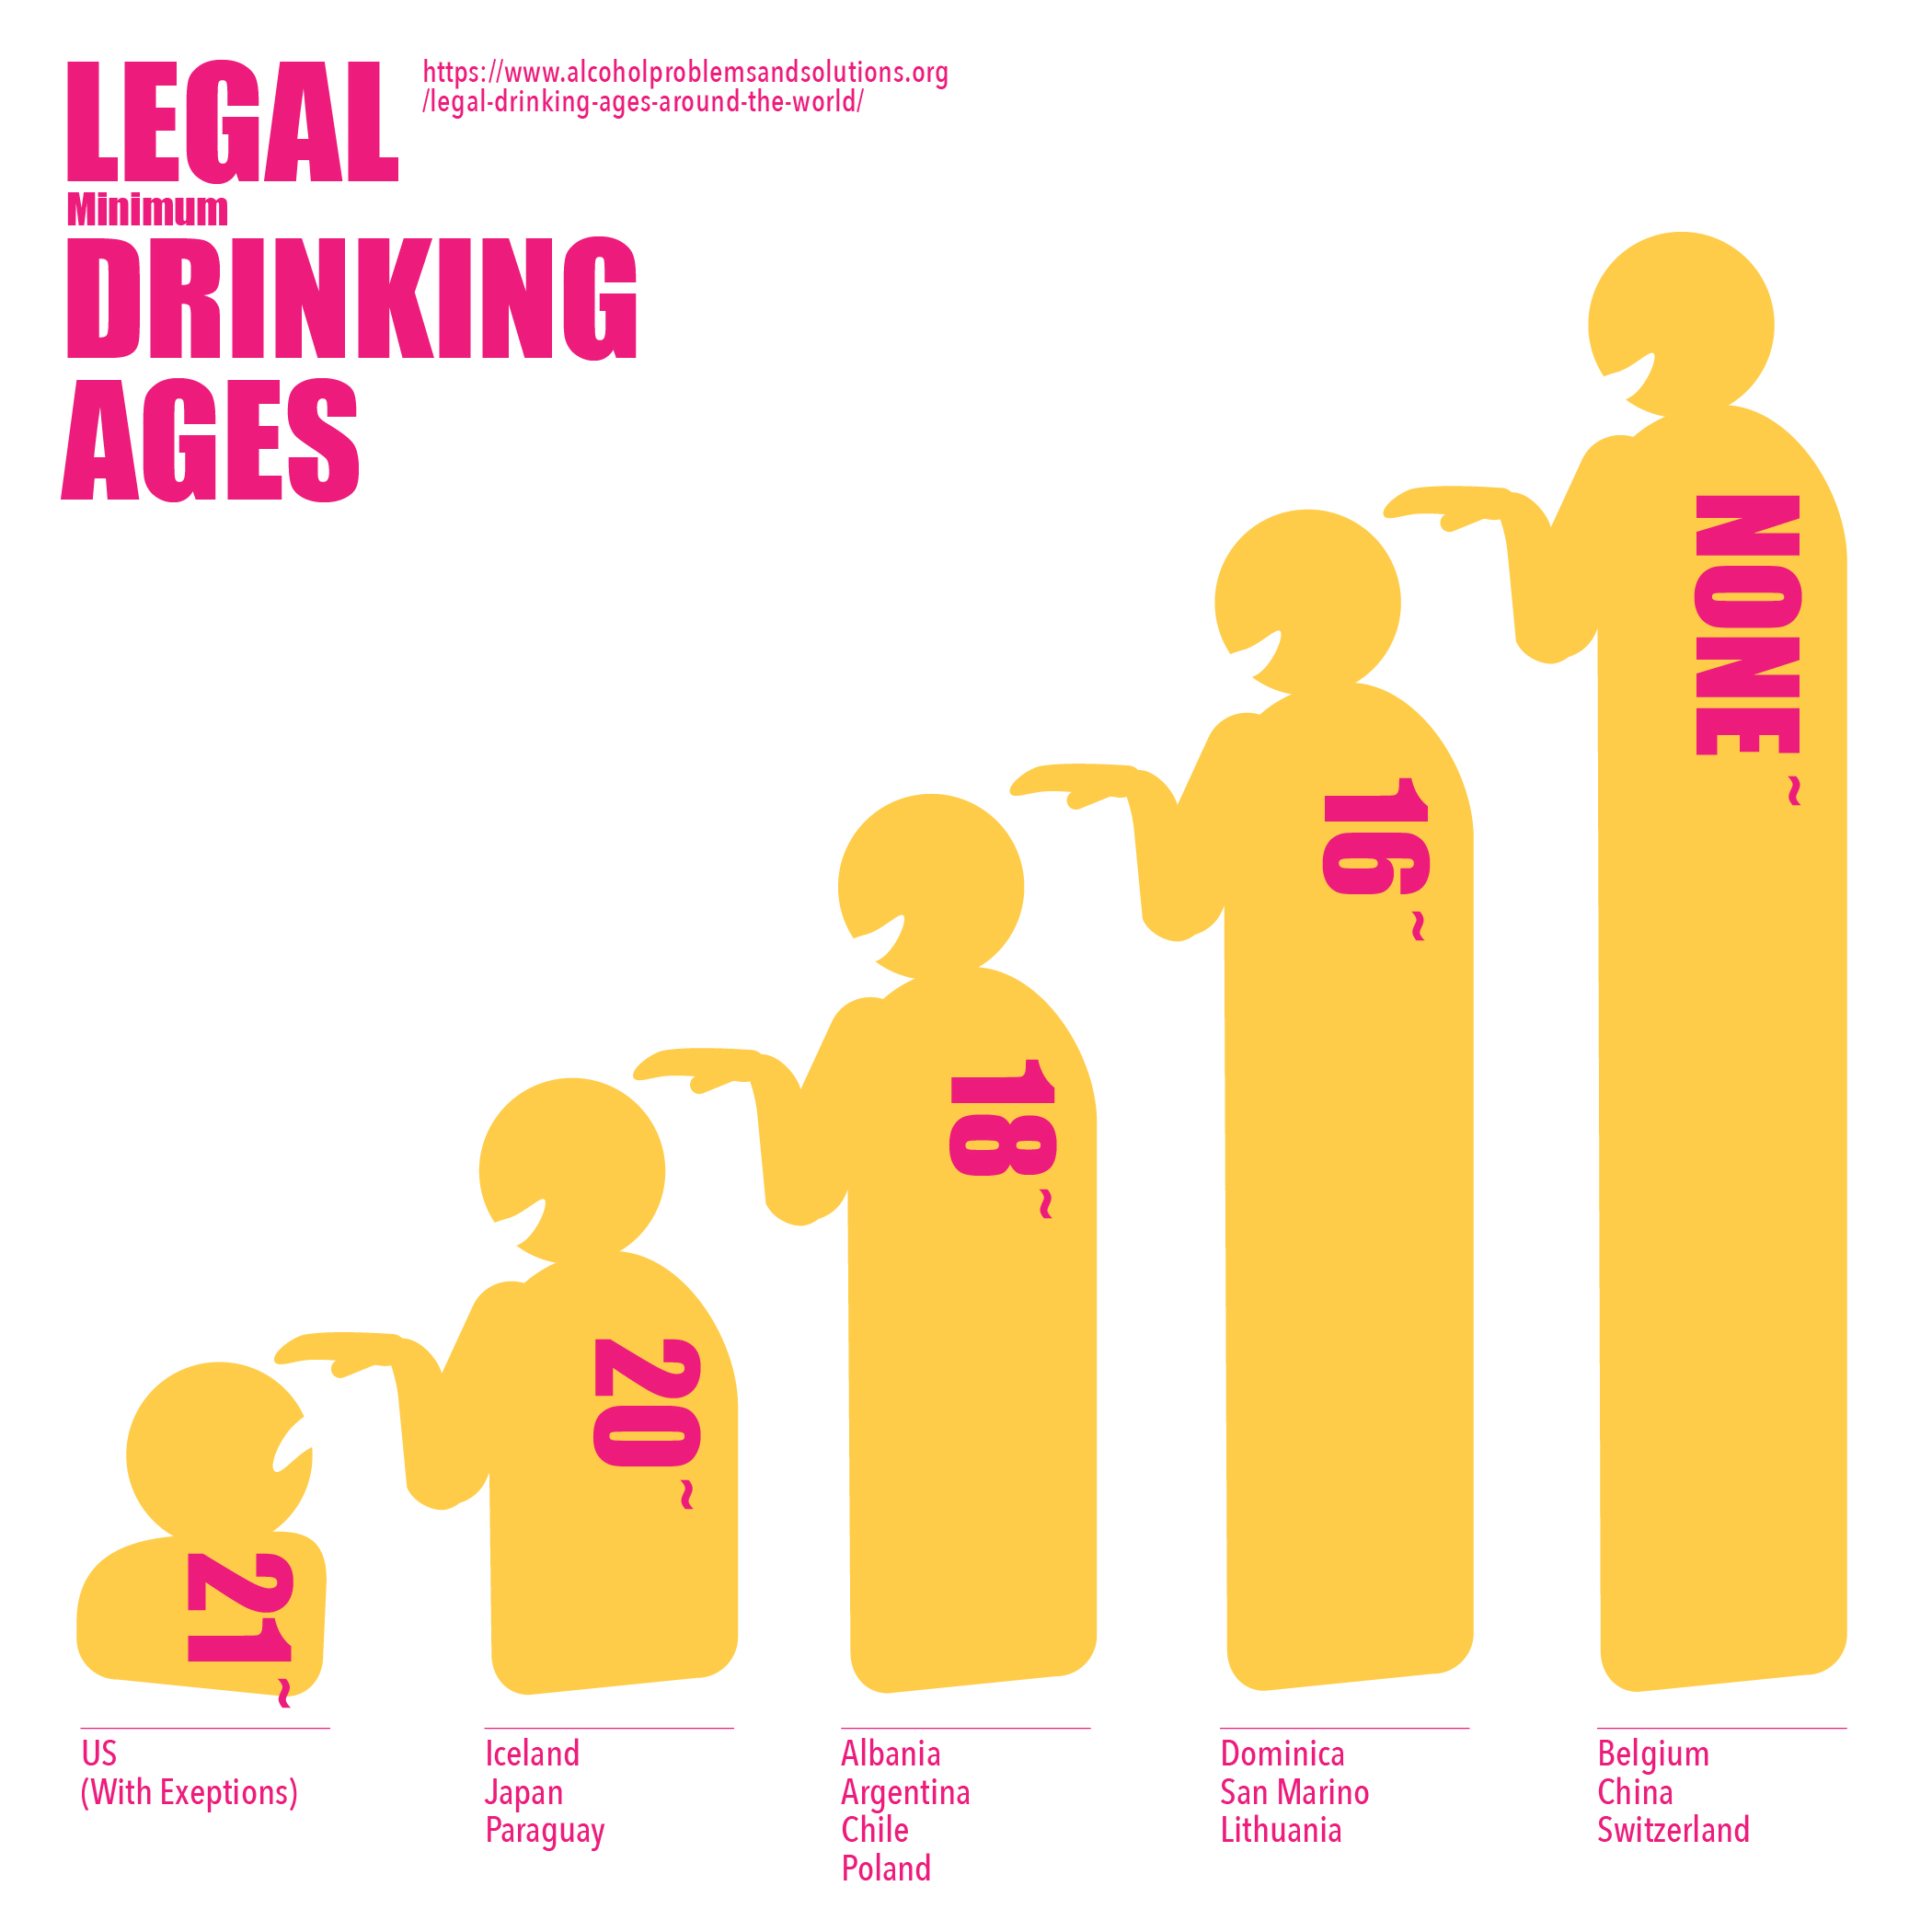 LEGAL
https://www.alcoholproblemsandsolutions.org
/legal-drinking-ages-around-the-world/
Minimum
DRINKING
AGES
21~
20~
18~
16~
NONE~
US
(With Exeptions)
Iceland
Japan
Paraguay
Albania
Argentina
Chile
Poland
Dominica
San Marino
Lithuania
Belgium
China
Switzerland